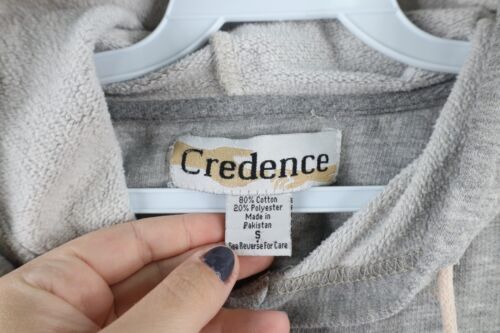 Credence
80% Cotton
20% Polyester
Made in
Pakistan
S
See Reverse For Care